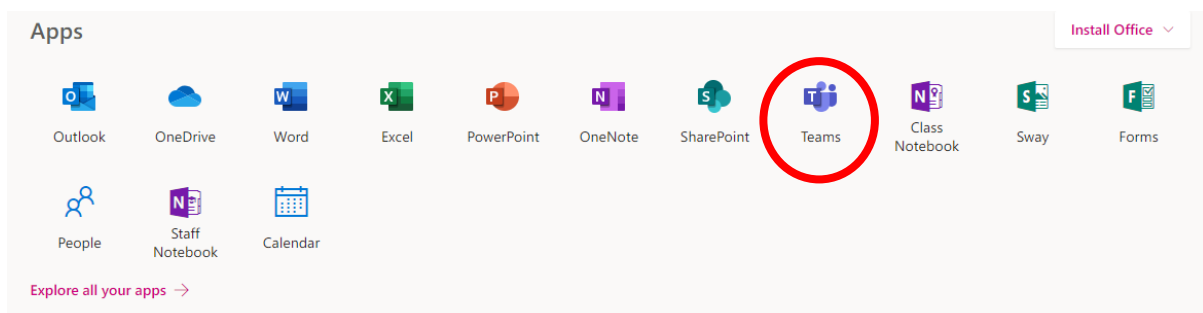 Apps
Install Office
Outlook OneDrive Word Excel PowerPoint OneNote SharePoint Teams Class Notebook Sway Forms
People Staff Notebook Calendar
Explore all your apps →